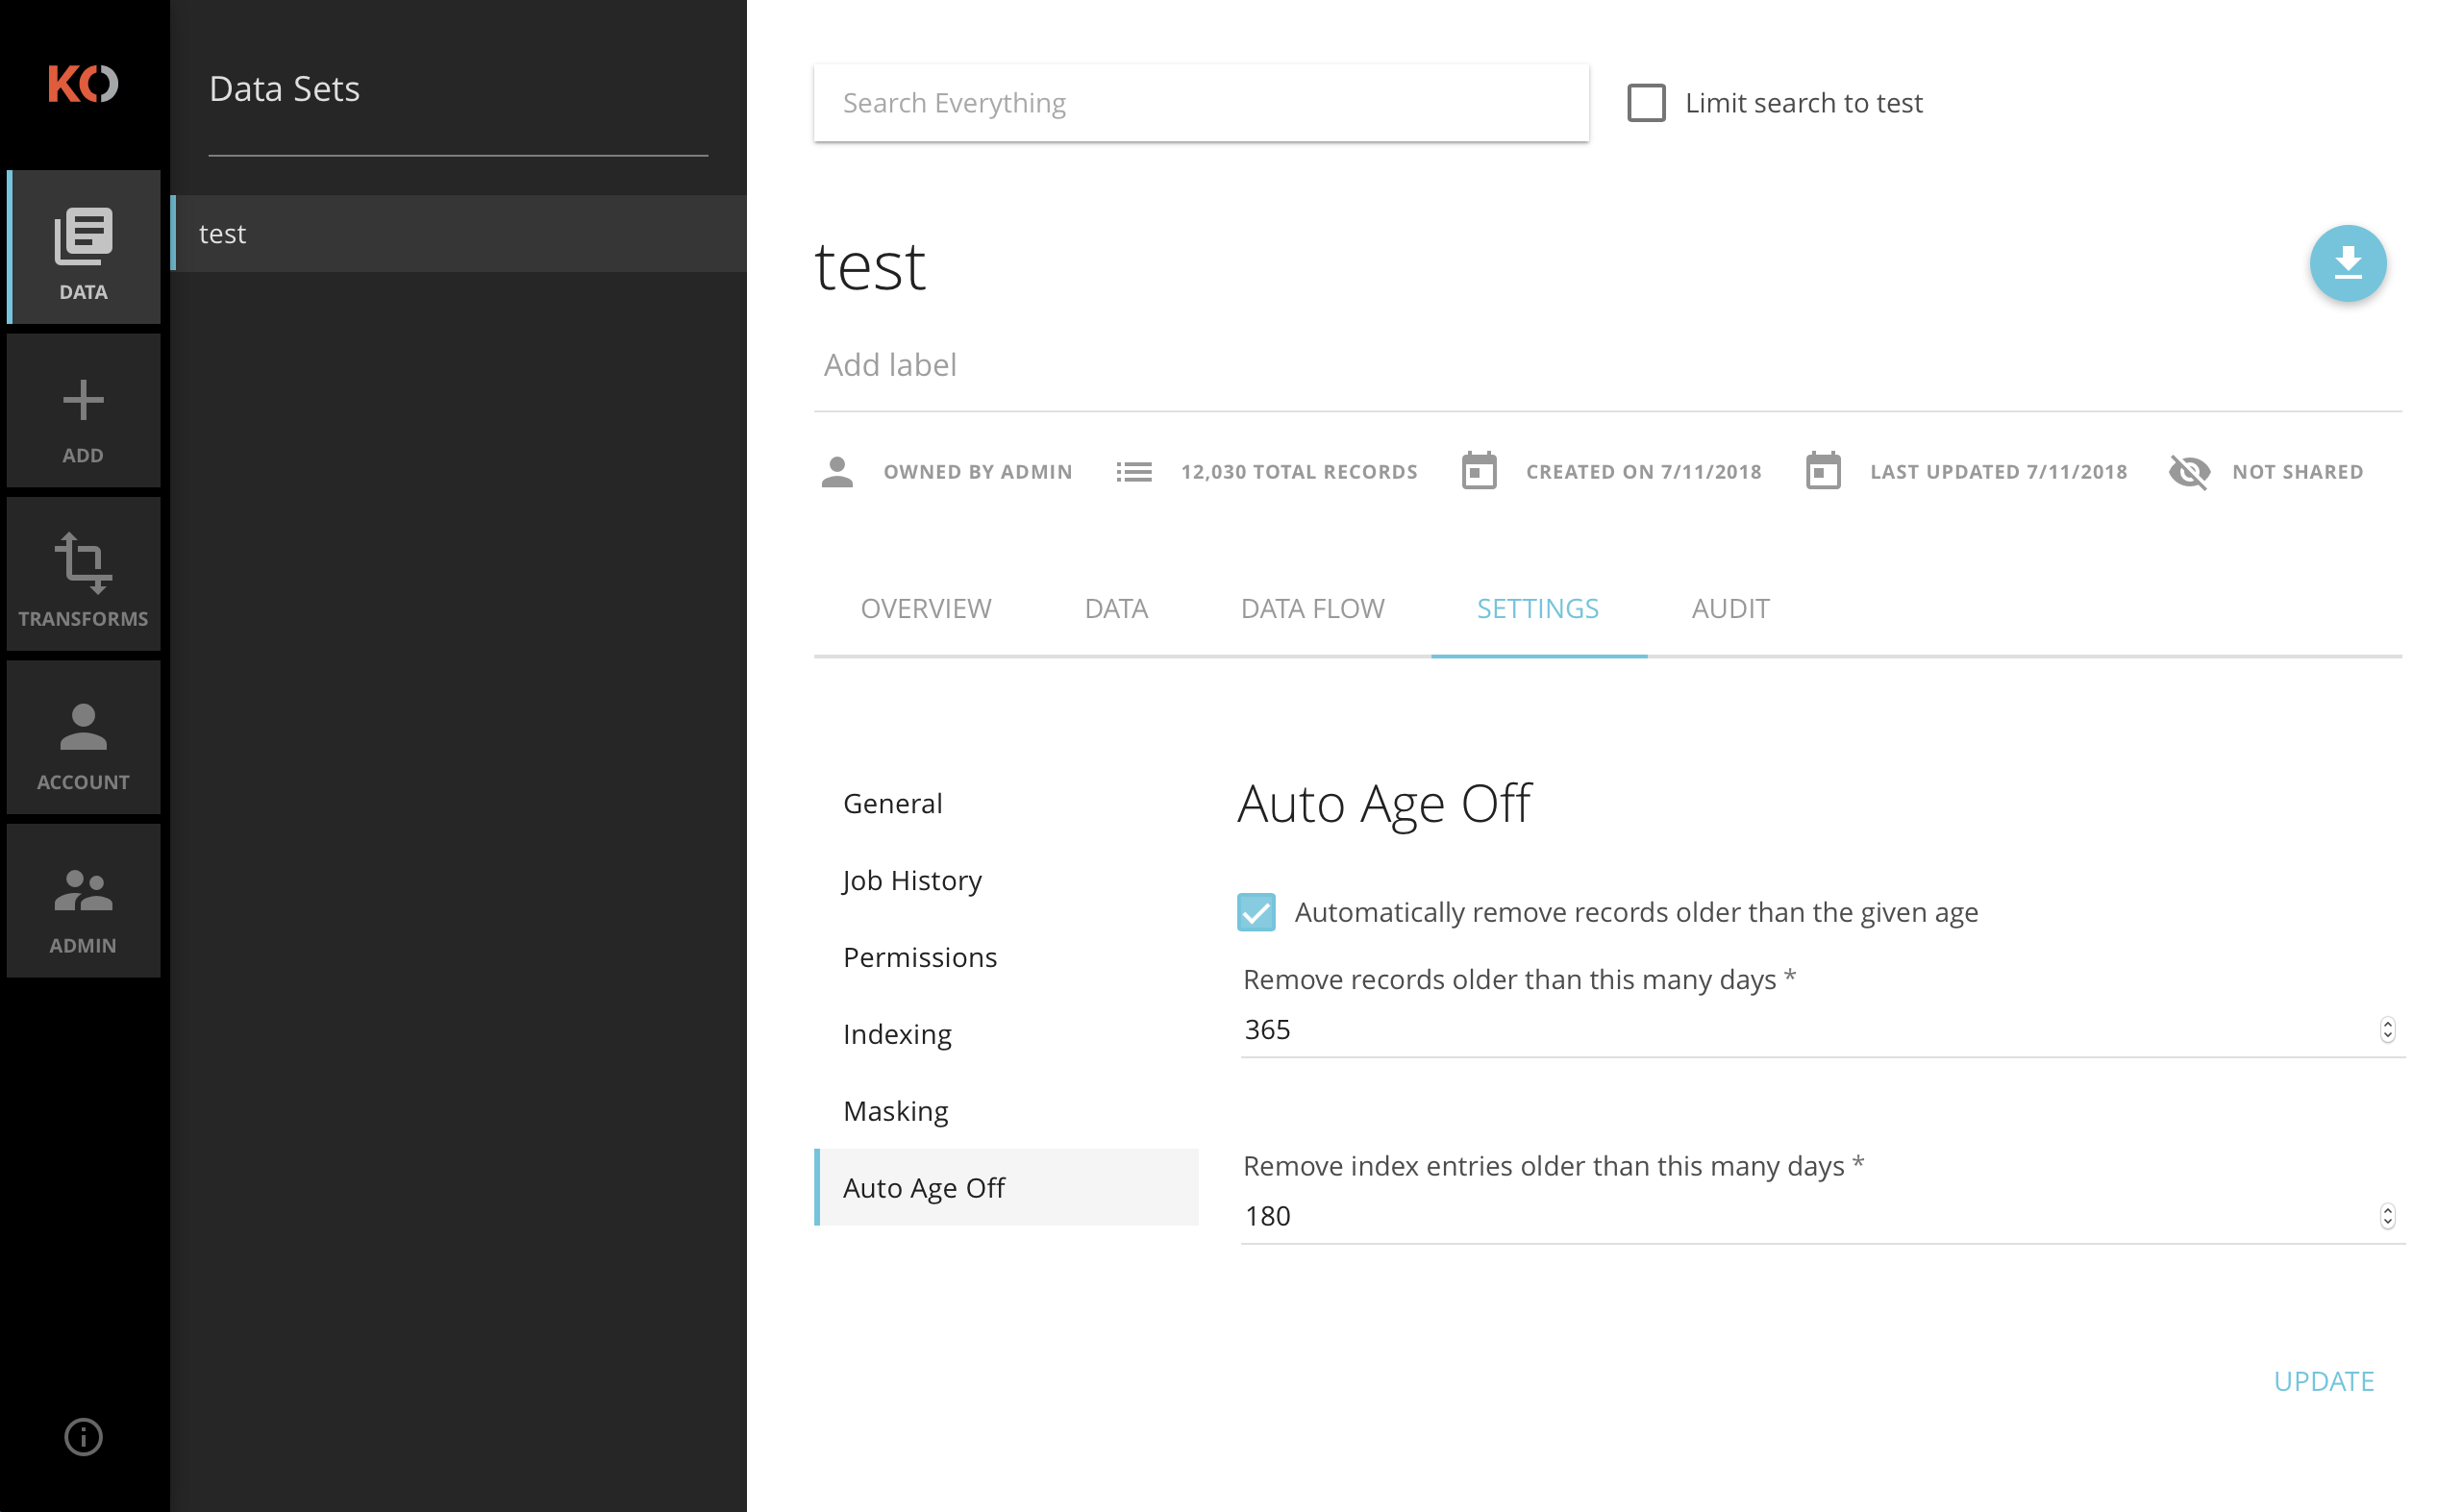 KO
Data Sets
Search Everything
Limit search to test
DATA
test
test
Add label
ADD
OWNED BY ADMIN
12,030 TOTAL RECORDS
CREATED ON 7/11/2018
LAST UPDATED 7/11/2018
NOT SHARED
TRANSFORMS
OVERVIEW
DATA
DATA FLOW
SETTINGS
AUDIT
ACCOUNT
ADMIN
General
Job History
Permissions
Indexing
Masking
Auto Age Off
Auto Age Off
Automatically remove records older than the given age
Remove records older than this many days *
365
Remove index entries older than this many days *
180
UPDATE